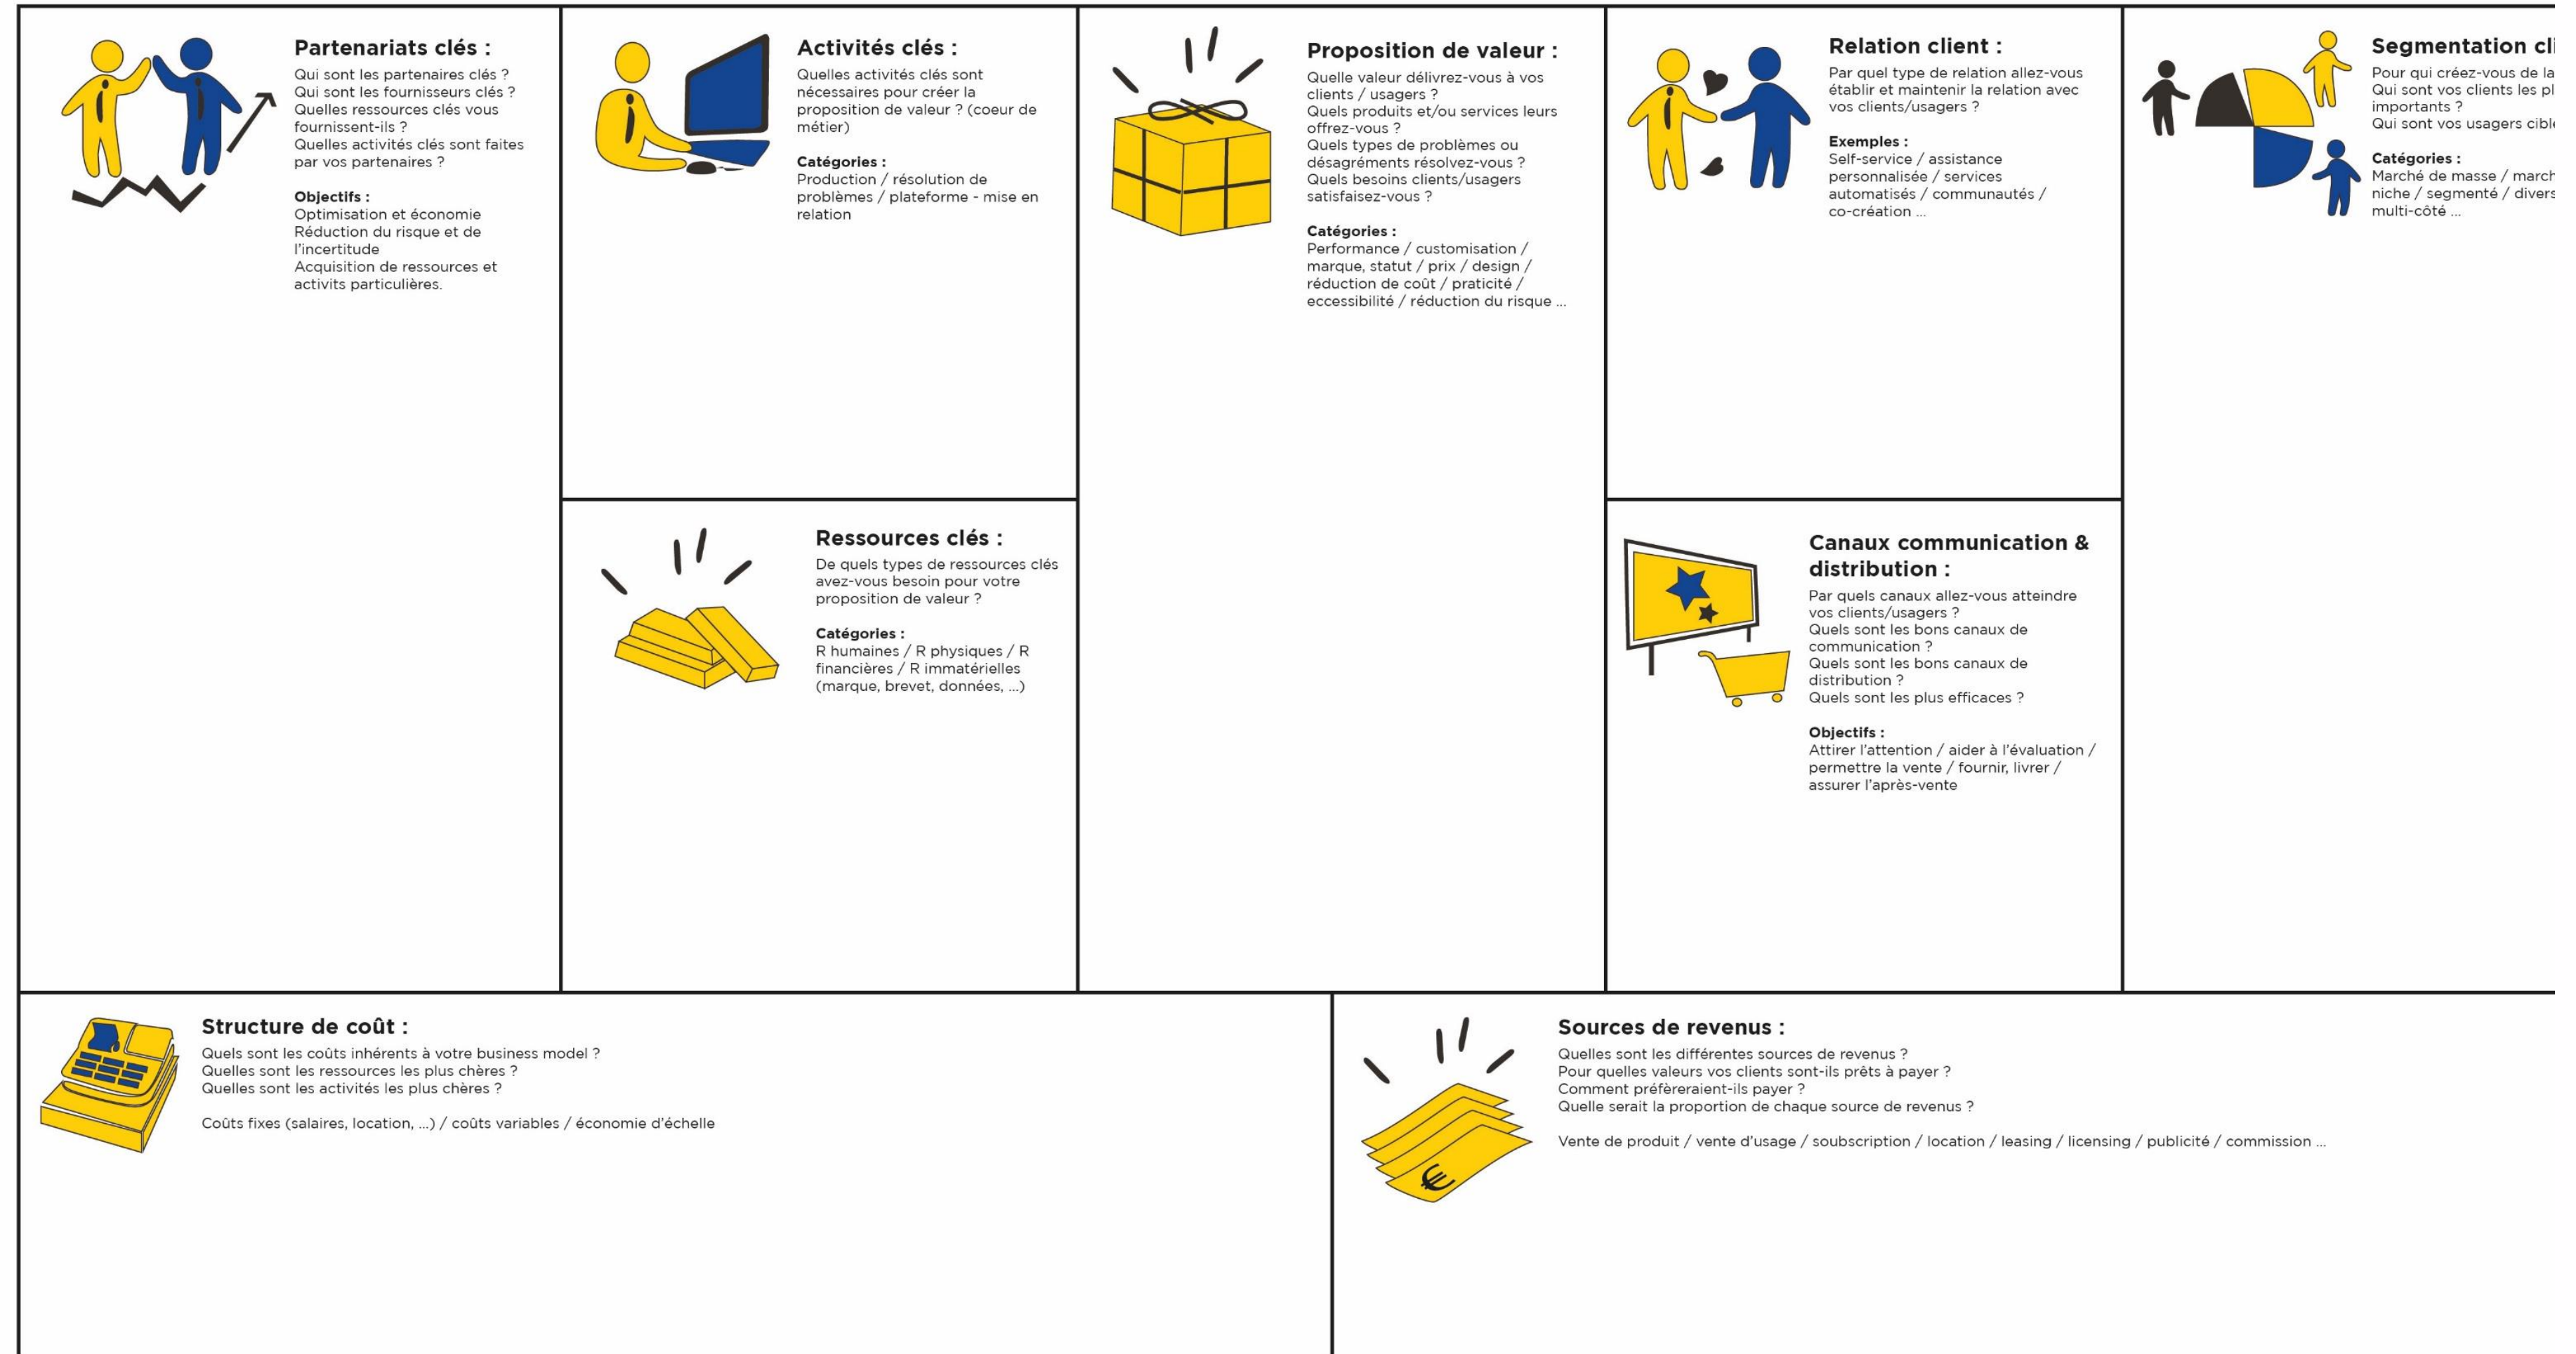 Partenariats clés :
Qui sont les partenaires clés ?
Qui sont les fournisseurs clés ?
Quelles ressources clés vous
fournissent-ils ?
Quelles activités clés sont faites
par vos partenaires ?
Objectifs :
Optimisation et économie
Réduction du risque et de
l'incertitude
Acquisition de ressources et
activits particulières.
Activités clés :
Quelles activités clés sont
nécessaires pour créer la
proposition de valeur ? (coeur de
métier)
Catégories :
Production / résolution de
problèmes / plateforme - mise en
relation
Ressources clés :
De quels types de ressources clés
avez-vous besoin pour votre
proposition de valeur ?
Catégories :
R humaines / R physiques / R
financières / R immatérielles
(marque, brevet, données, ...)
Proposition de valeur :
Quelle valeur délivrez-vous à vos
clients / usagers ?
Quels produits et/ou services leurs
offrez-vous ?
Quels types de problèmes ou
désagréments résolvez-vous ?
Quels besoins clients/usagers
satisfaisez-vous ?
Catégories :
Performance / customisation /
marque, statut / prix / design /
réduction de coût / praticité /
eccessibilité / réduction du risque ...
Relation client :
Par quel type de relation allez-vous
établir et maintenir la relation avec
vos clients/usagers ?
Exemples :
Self-service / assistance
personnalisée / services
automatisés / communautés /
co-création ...
Canaux communication &
distribution :
Par quels canaux allez-vous atteindre
vos clients/usagers ?
Quels sont les bons canaux de
communication ?
Quels sont les bons canaux de
distribution ?
Quels sont les plus efficaces ?
Objectifs :
Attirer l'attention / aider à l'évaluation /
permettre la vente / fournir, livrer /
assurer l'après-vente
Segmentation
Pour qui créez-vous de la
Qui sont vos clients les
importants ?
Qui sont vos usagers
Catégories :
Marché de masse /
niche / segmenté /
multi-côté ...
Structure de coût :
Quels sont les coûts inhérents à votre business model ?
Quelles sont les ressources les plus chères ?
Quelles sont les activités les plus chères ?
Coûts fixes (salaires, location, ...) / coûts variables / économie d'échelle
Sources de revenus :
Quelles sont les différentes sources de revenus ?
Pour quelles valeurs vos clients sont-ils prêts à payer ?
Comment préfèreraient-ils payer ?
Quelle serait la proportion de chaque source de revenus ?
Vente de produit / vente d'usage / soubscription / location / leasing / licensing / publicité / commission ...
€